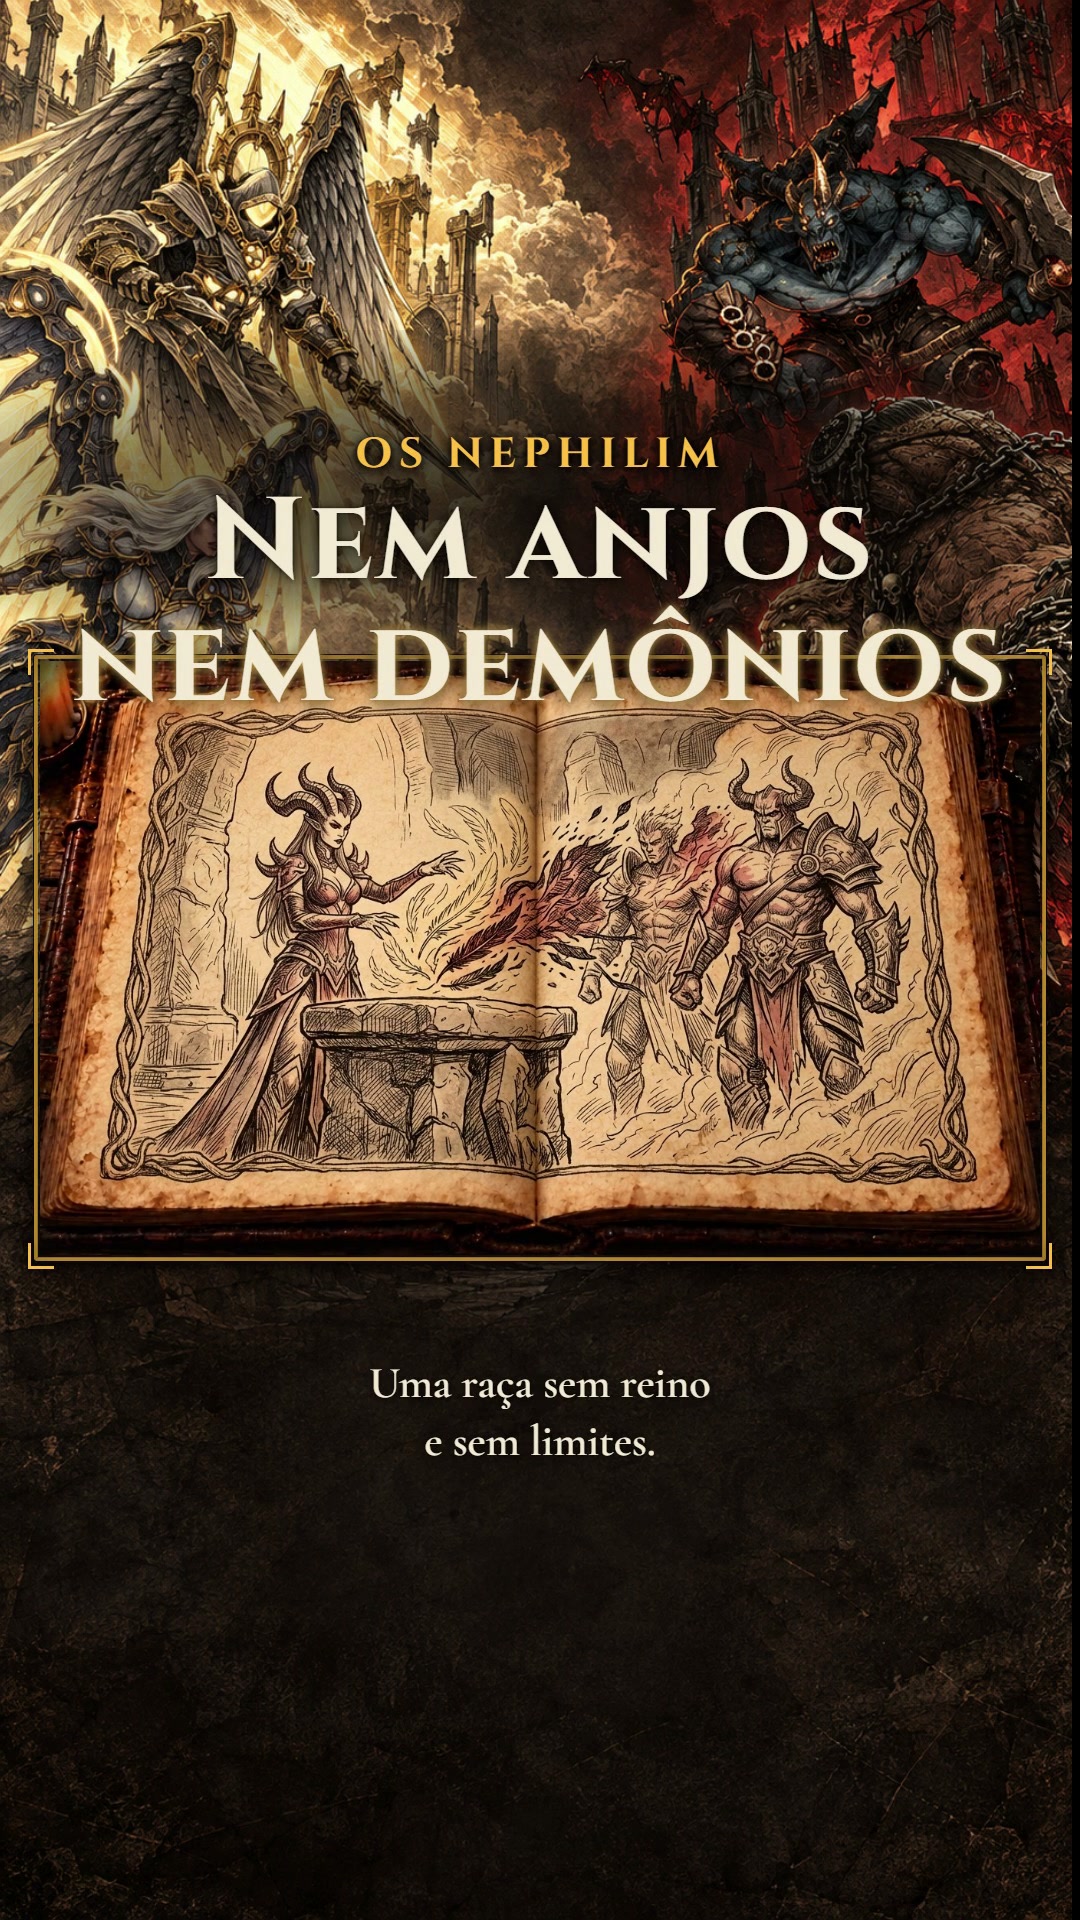 OS NEPHILIM
NEM ANJOS
NEM DEMÔNIOS
Uma raça sem reino
e sem limites.